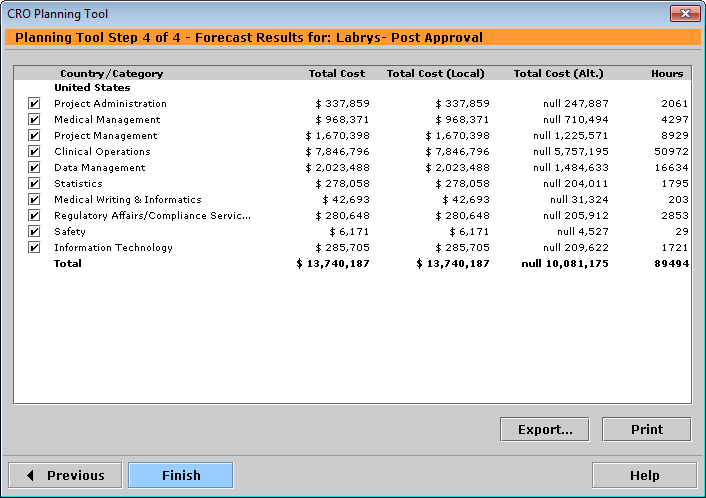 CRO Planning Tool
Planning Tool Step 4 of 4 - Forecast Results for: Labrys- Post Approval
Country/Category Total Cost Total Cost (Local) Total Cost (Alt.) Hours
United States
Project Administration $ 337,859 $ 337,859 null 247,887 2061
Medical Management $ 968,371 $ 968,371 null 710,494 4297
Project Management $ 1,670,398 $ 1,670,398 null 1,225,571 8929
Clinical Operations $ 7,846,796 $ 7,846,796 null 5,757,195 50972
Data Management $ 2,023,488 $ 2,023,488 null 1,484,633 16634
Statistics $ 278,058 $ 278,058 null 204,011 1795
Medical Writing & Informatics $ 42,693 $ 42,693 null 31,324 203
Regulatory Affairs/Compliance Servic... $ 280,648 $ 280,648 null 205,912 2853
Safety $ 6,171 $ 6,171 null 4,527 29
Information Technology $ 285,705 $ 285,705 null 209,622 1721
Total $ 13,740,187 $ 13,740,187 null 10,081,175 89494
Export... Print
Previous Finish Help